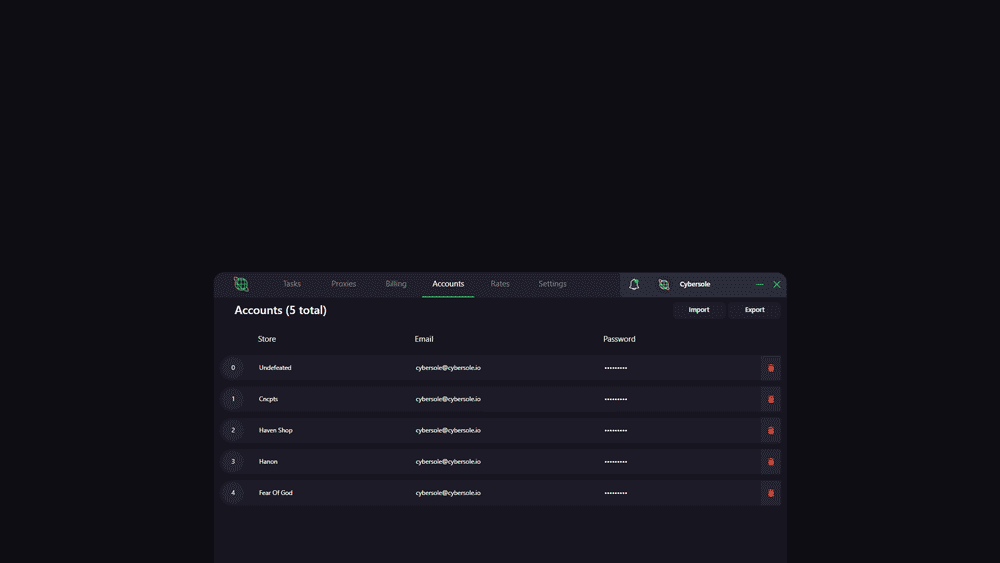 Tasks Proxies Billing Accounts Rates Settings Cybersole
Accounts (5 total) Import Export
Store Email Password
0 Undefeated cybersole@cybersole.io •••••••••
1 Cncpts cybersole@cybersole.io •••••••••
2 Haven Shop cybersole@cybersole.io •••••••••
3 Hanon cybersole@cybersole.io •••••••••
4 Fear Of God cybersole@cybersole.io •••••••••